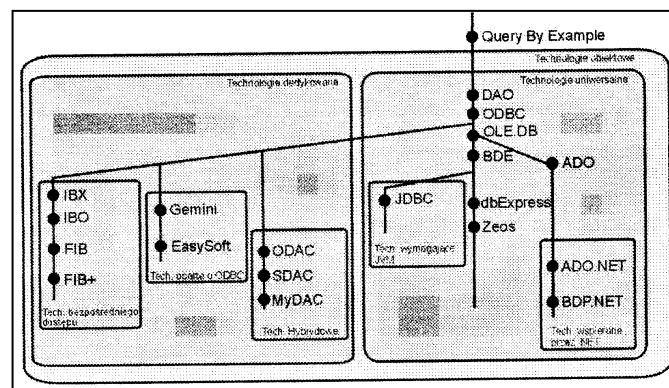 Query By Example
Technologie obiektowe
Technologie dedykowane
Technologie uniwersalne
DAO
ODBC
OLE DB
BDE
ADO
IBX
IBO
FIB
FIB+
Tech. bezpośredniego
dostępu
Gemini
EasySoft
Tech. oparte o ODBC
ODAC
SDAC
MyDAC
Tech. Hybrydowe
JDBC
Tech. wymagające
JVM
dbExpress
Zeos
ADO.NET
BDP.NET
Tech. wspierane
przez .NET